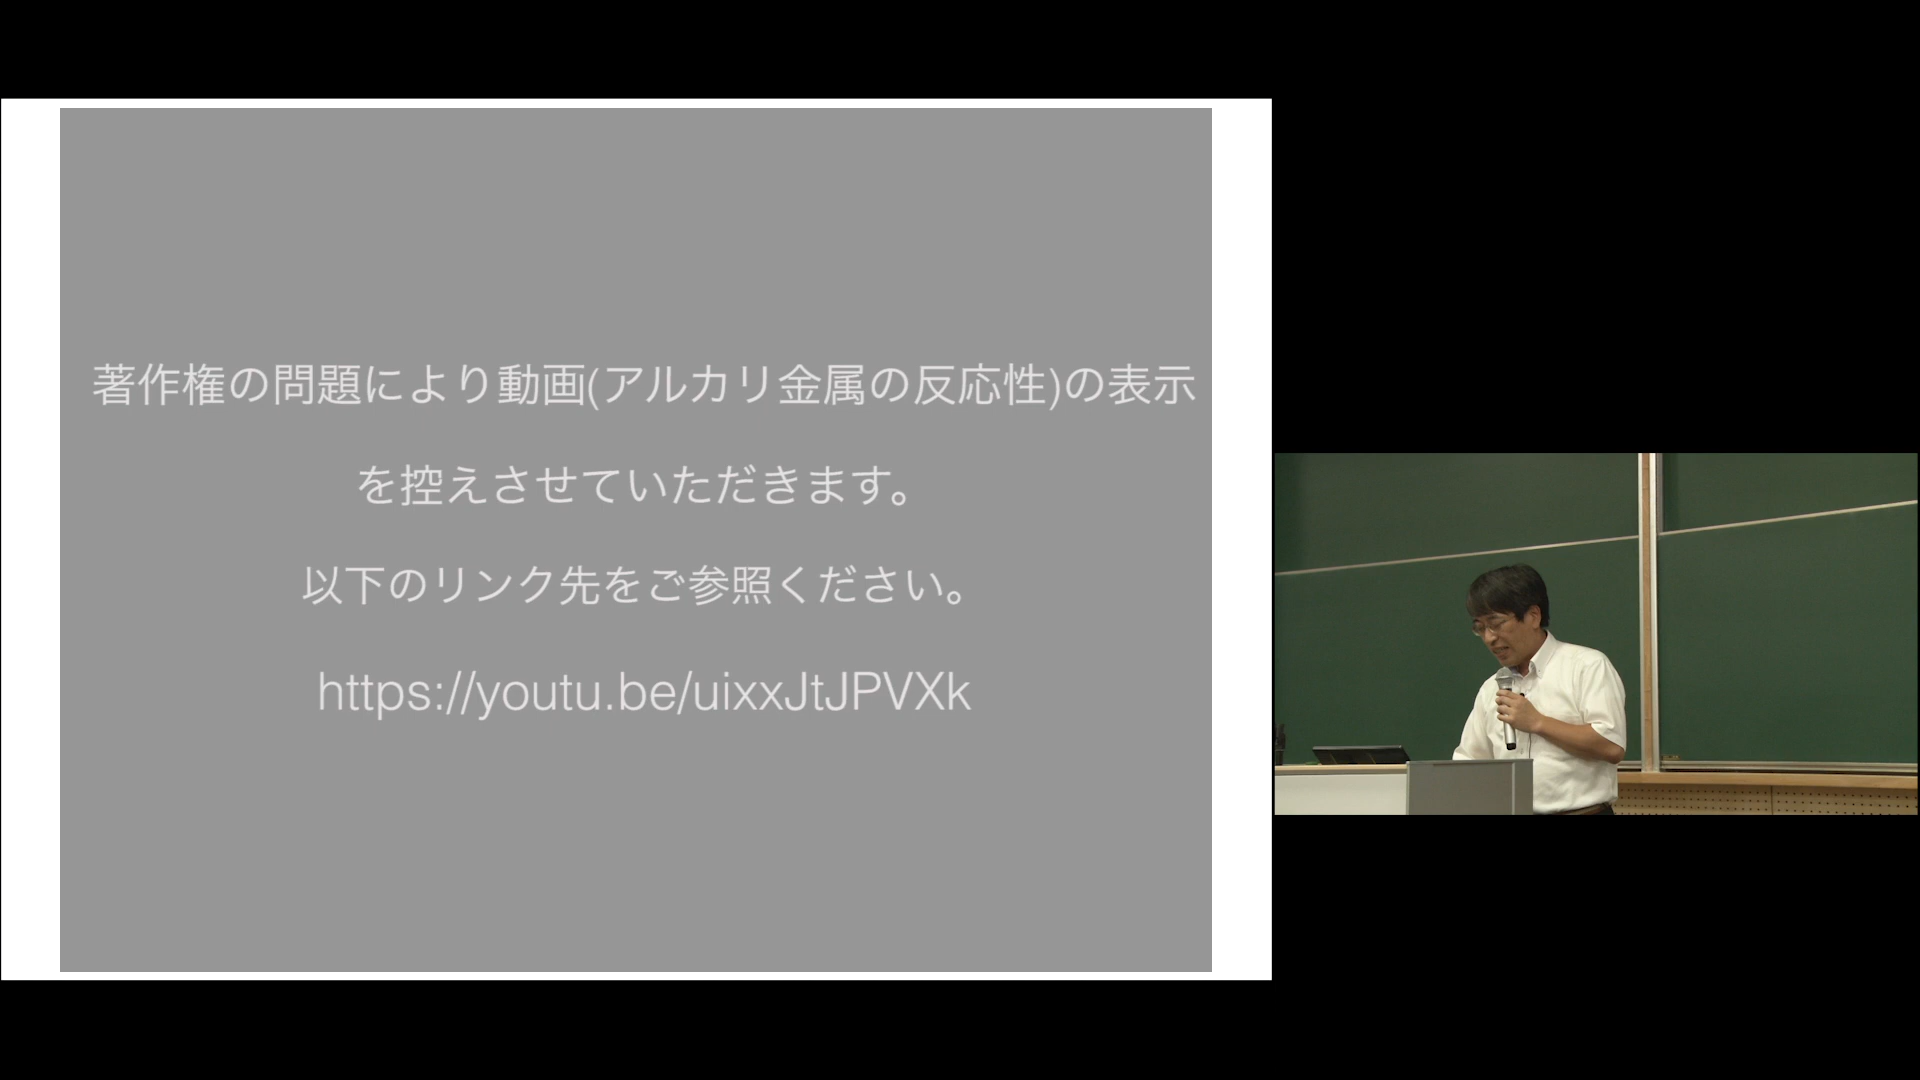 著作権の問題により動画(アルカリ金属の反応性)の表示
を控えさせていただきます。
以下のリンク先をご参照ください。
https://youtu.be/uixxJtJPVXk